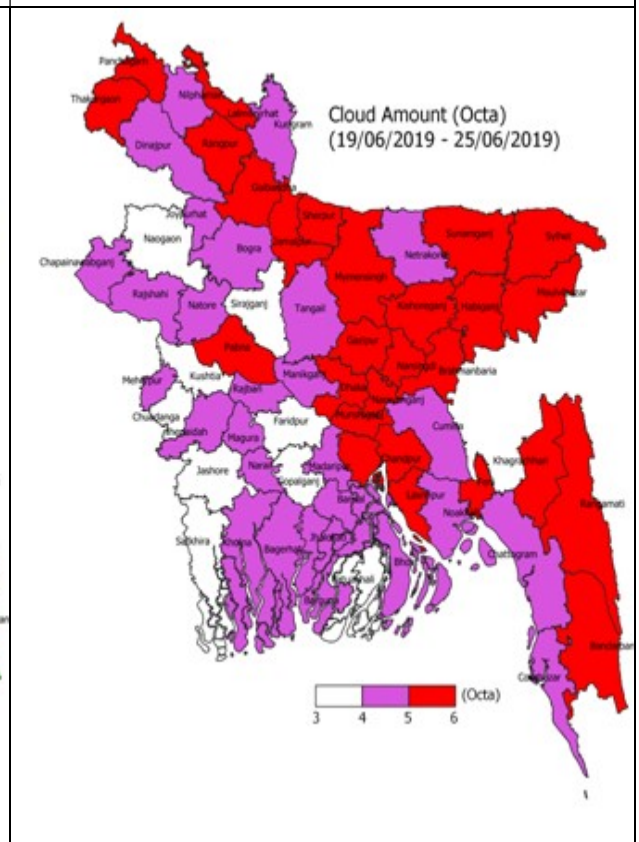 Cloud Amount (Octa)
(19/06/2019 - 25/06/2019)
Panchagarh
Thakurgaon
Nilphamari
Lalmonirhat
Kurigram
Dinajpur
Rangpur
Gaibandha
Joypurhat
Sherpur
Naogaon
Jamalpur
Bogra
Netrakona
Sunamganj
Sylhet
Chapainawabganj
Mymensingh
Rajshahi
Natore
Sirajganj
Tangail
Kishoreganj
Habiganj
Moulvibazar
Pabna
Gazipur
Narsingdi
Brahmanbaria
Kushtia
Manikganj
Meherpur
Rajbari
Dhaka
Narayanganj
Chuadanga
Faridpur
Munshiganj
Jhenaidah
Magura
Cumilla
Jashore
Narail
Gopalganj
Madaripur
Chandpur
Khagrachhari
Feni
Rangamati
Barisal
Lakshmipur
Noakhali
Satkhira
Khulna
Bagerhat
Jhalokati
Bhola
Chattogram
Patuakhali
Barguna
Bandarban
Coxsbazar
(Octa)
3 4 5 6